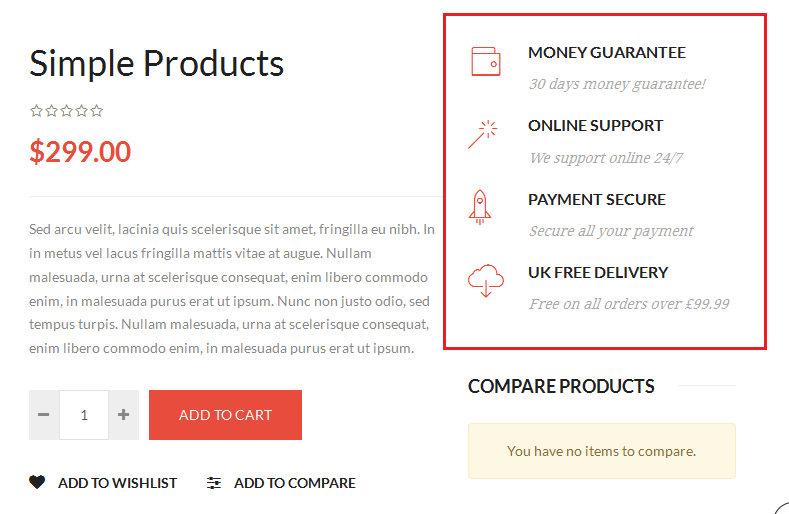 Simple Products
$299.00
Sed arcu velit, lacinia quis scelerisque sit amet, fringilla eu nibh. In
in metus vel lacus fringilla mattis vitae at augue. Nullam
malesuada, urna at scelerisque consequat, enim libero commodo
enim, in malesuada purus erat ut ipsum. Nunc non justo odio, sed
tempus turpis. Nullam malesuada, urna at scelerisque consequat,
enim libero commodo enim, in malesuada purus erat ut ipsum.
1
ADD TO CART
ADD TO WISHLIST
ADD TO COMPARE
MONEY GUARANTEE
30 days money guarantee!
ONLINE SUPPORT
We support online 24/7
PAYMENT SECURE
Secure all your payment
UK FREE DELIVERY
Free on all orders over £99.99
COMPARE PRODUCTS
You have no items to compare.